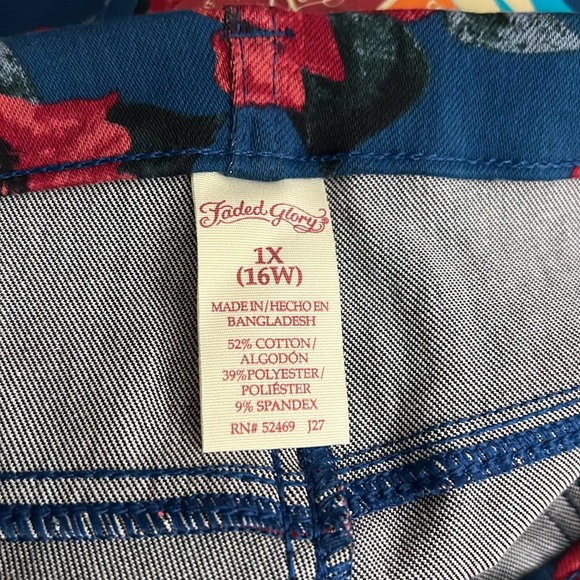 Faded Glory®
1X
(16W)
MADE IN/HECHO EN
BANGLADESH
52% COTTON/
ALGODÓN
39%POLYESTER/
POLIÉSTER
9% SPANDEX
RN# 52469 J27